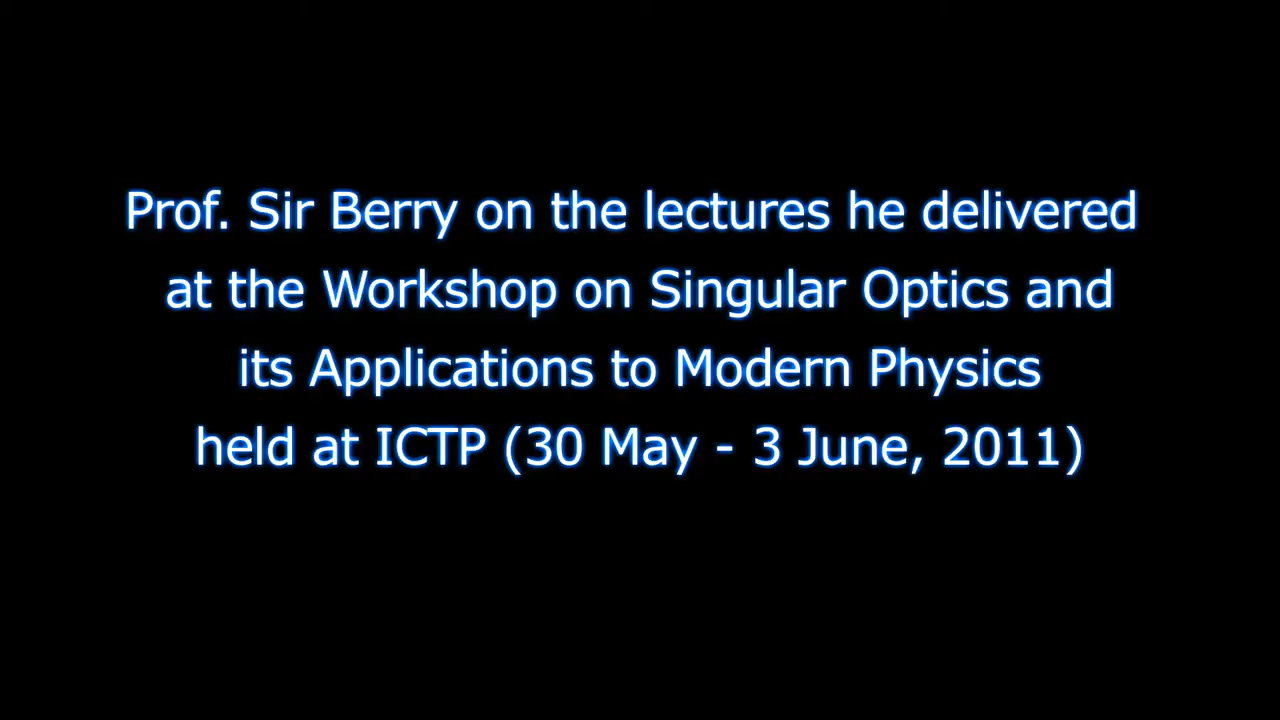 Prof. Sir Berry on the lectures he delivered
at the Workshop on Singular Optics and
its Applications to Modern Physics
held at ICTP (30 May - 3 June, 2011)